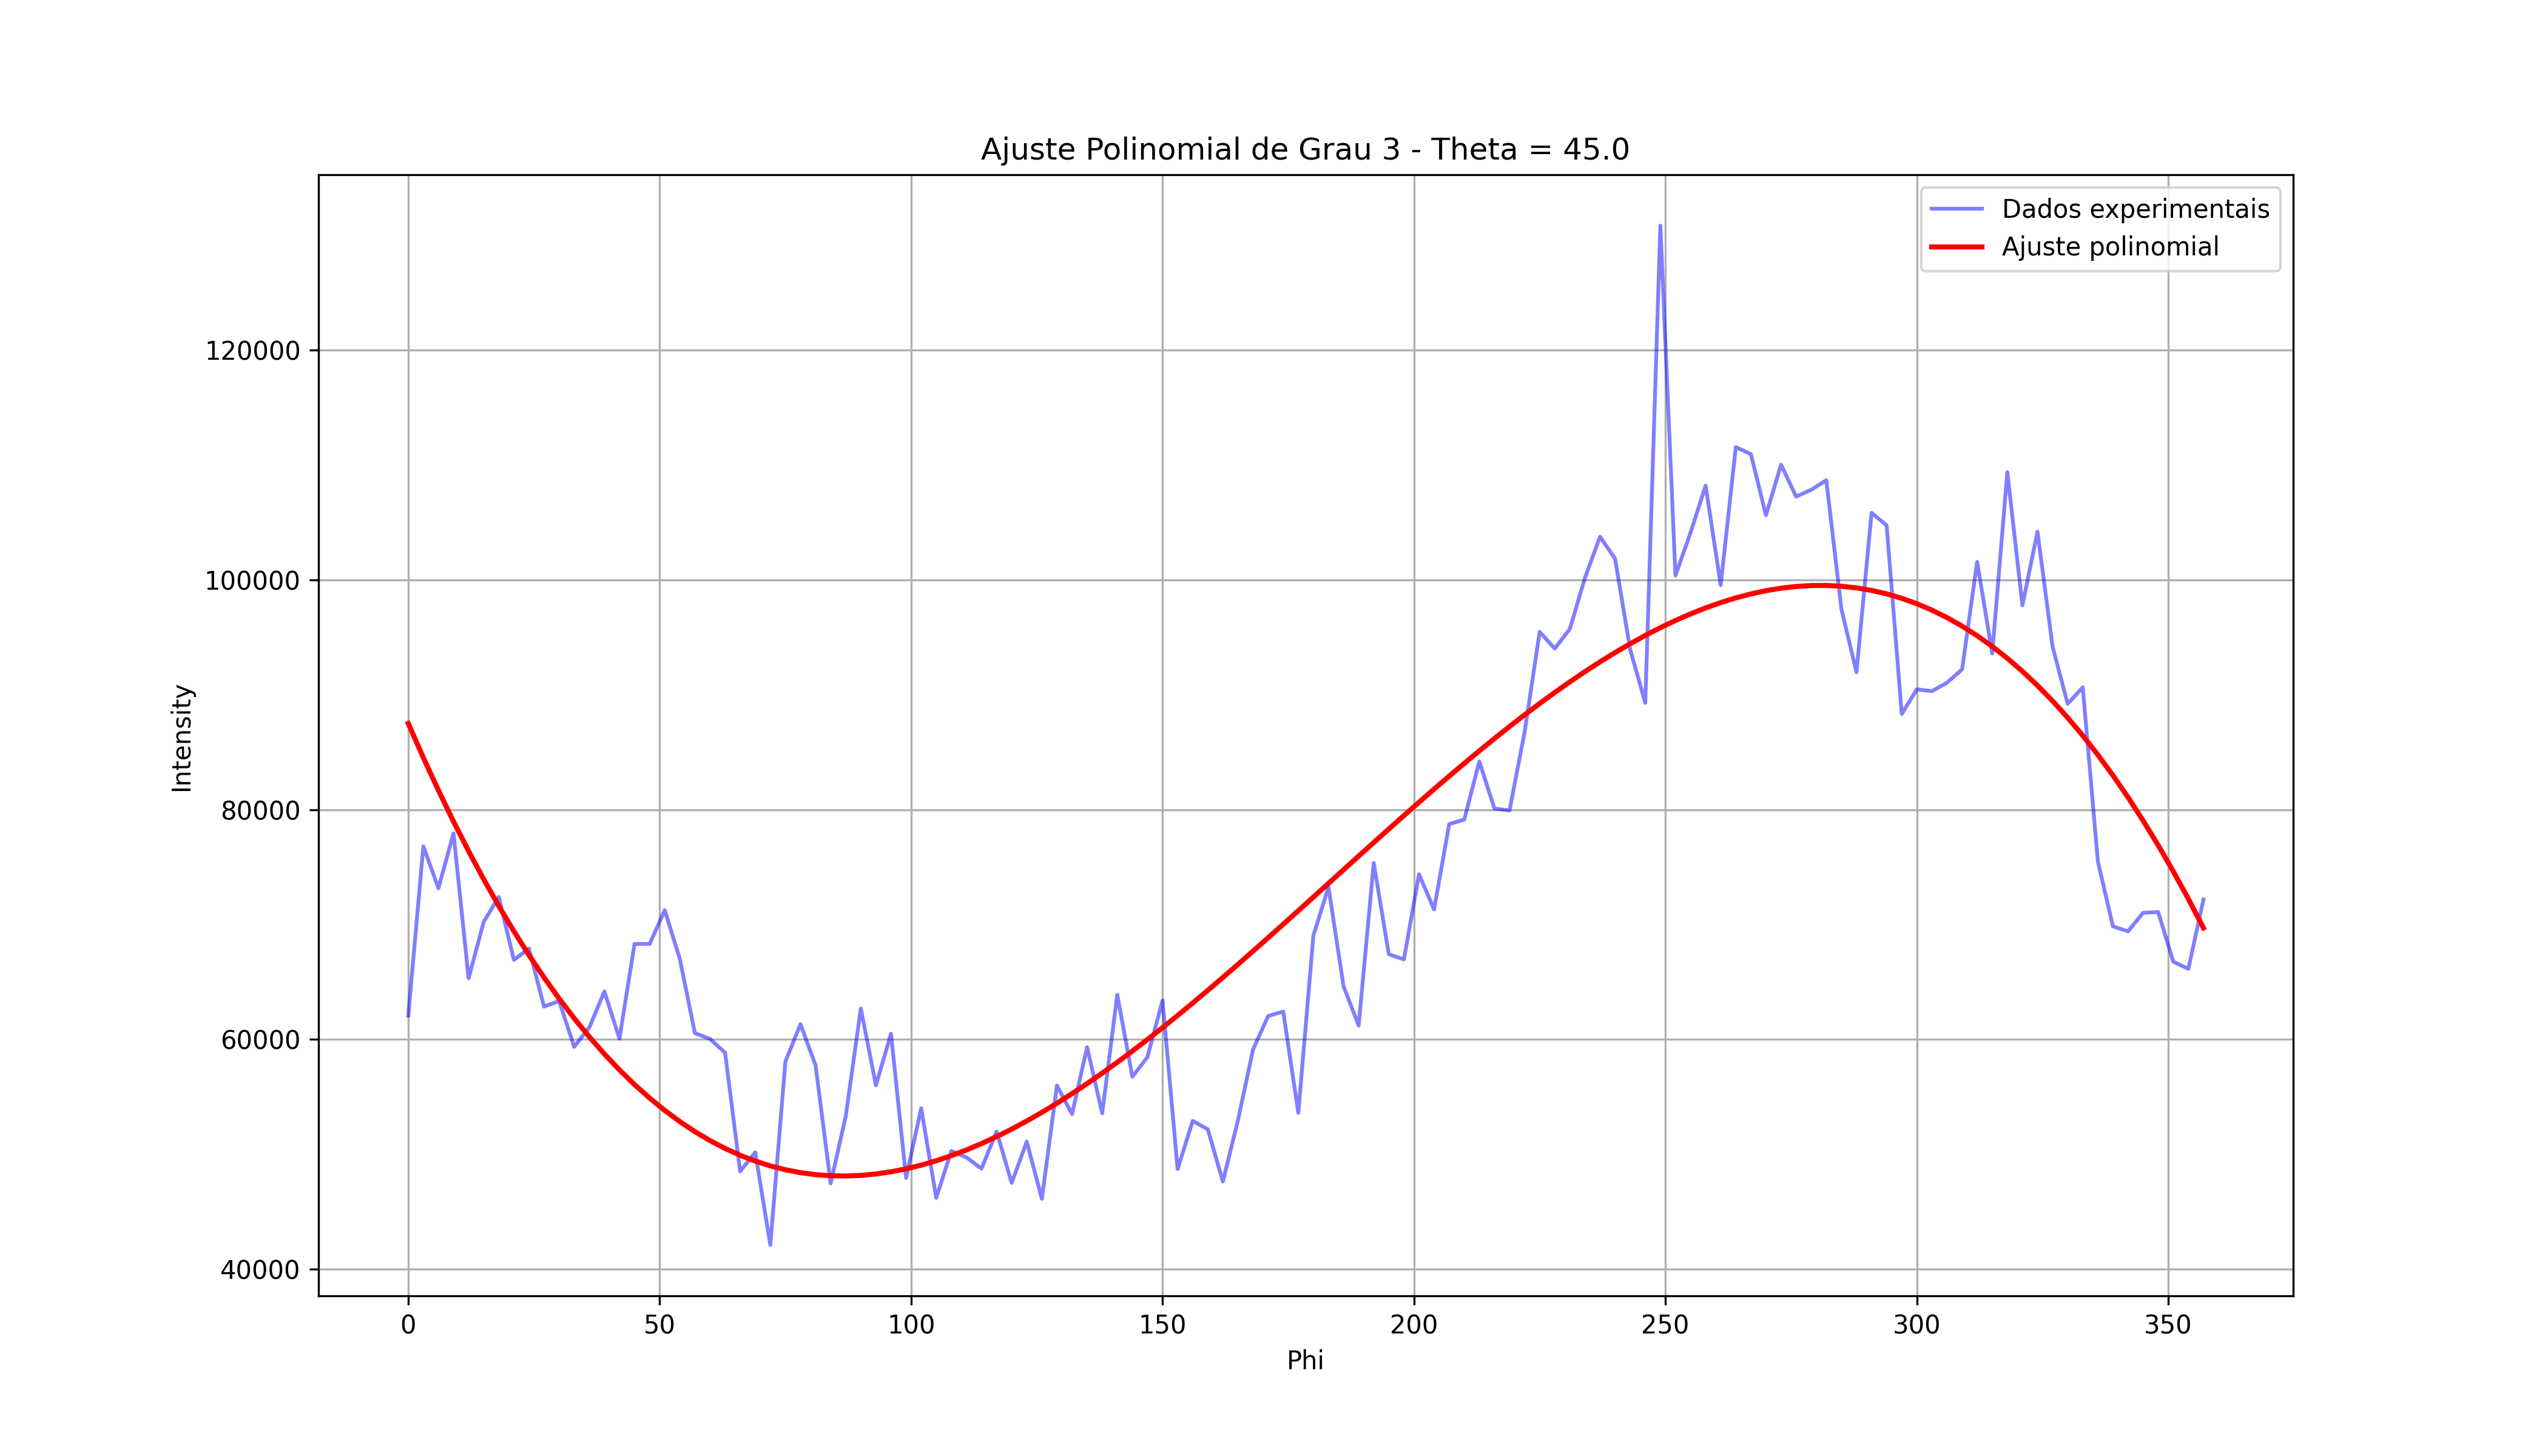 Ajuste Polinomial de Grau 3 - Theta = 45.0
Dados experimentais
Ajuste polinomial
120000
100000
80000
60000
40000
Intensity
0 50 100 150 200 250 300 350
Phi